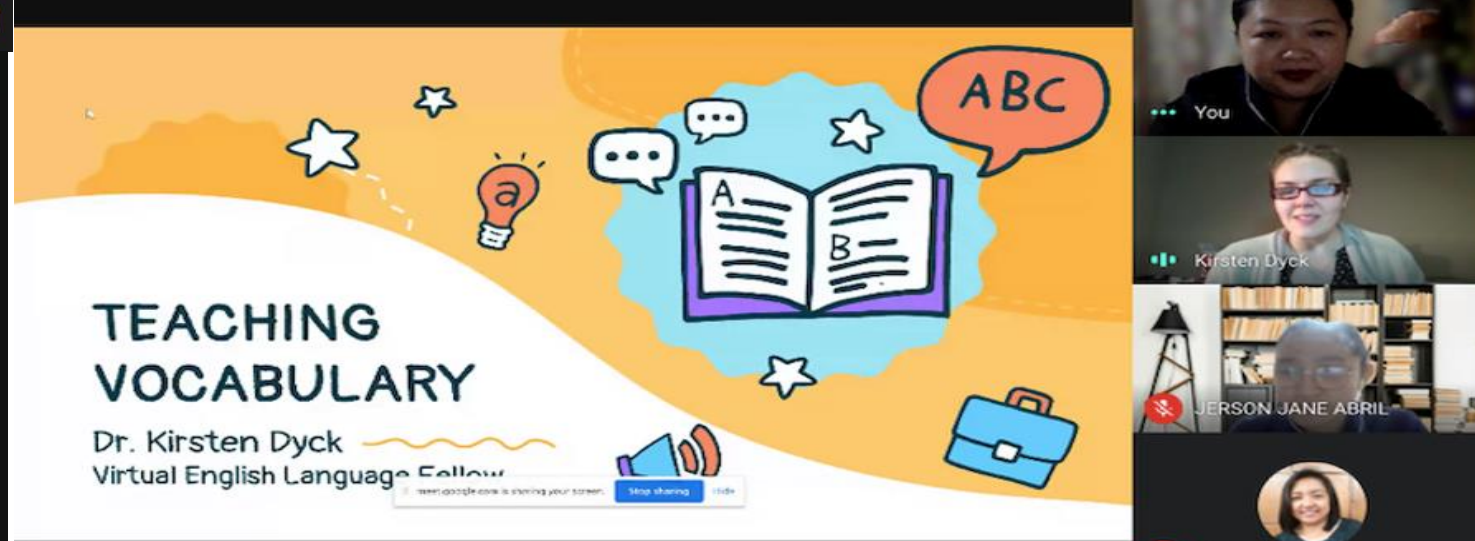 ABC
a
A
B
TEACHING
VOCABULARY
Dr. Kirsten Dyck
Virtual English Language Fellow
meet.google.com is sharing your screen.
Stop sharing
Hide
You
Kirsten Dyck
JERSON JANE ABRIL